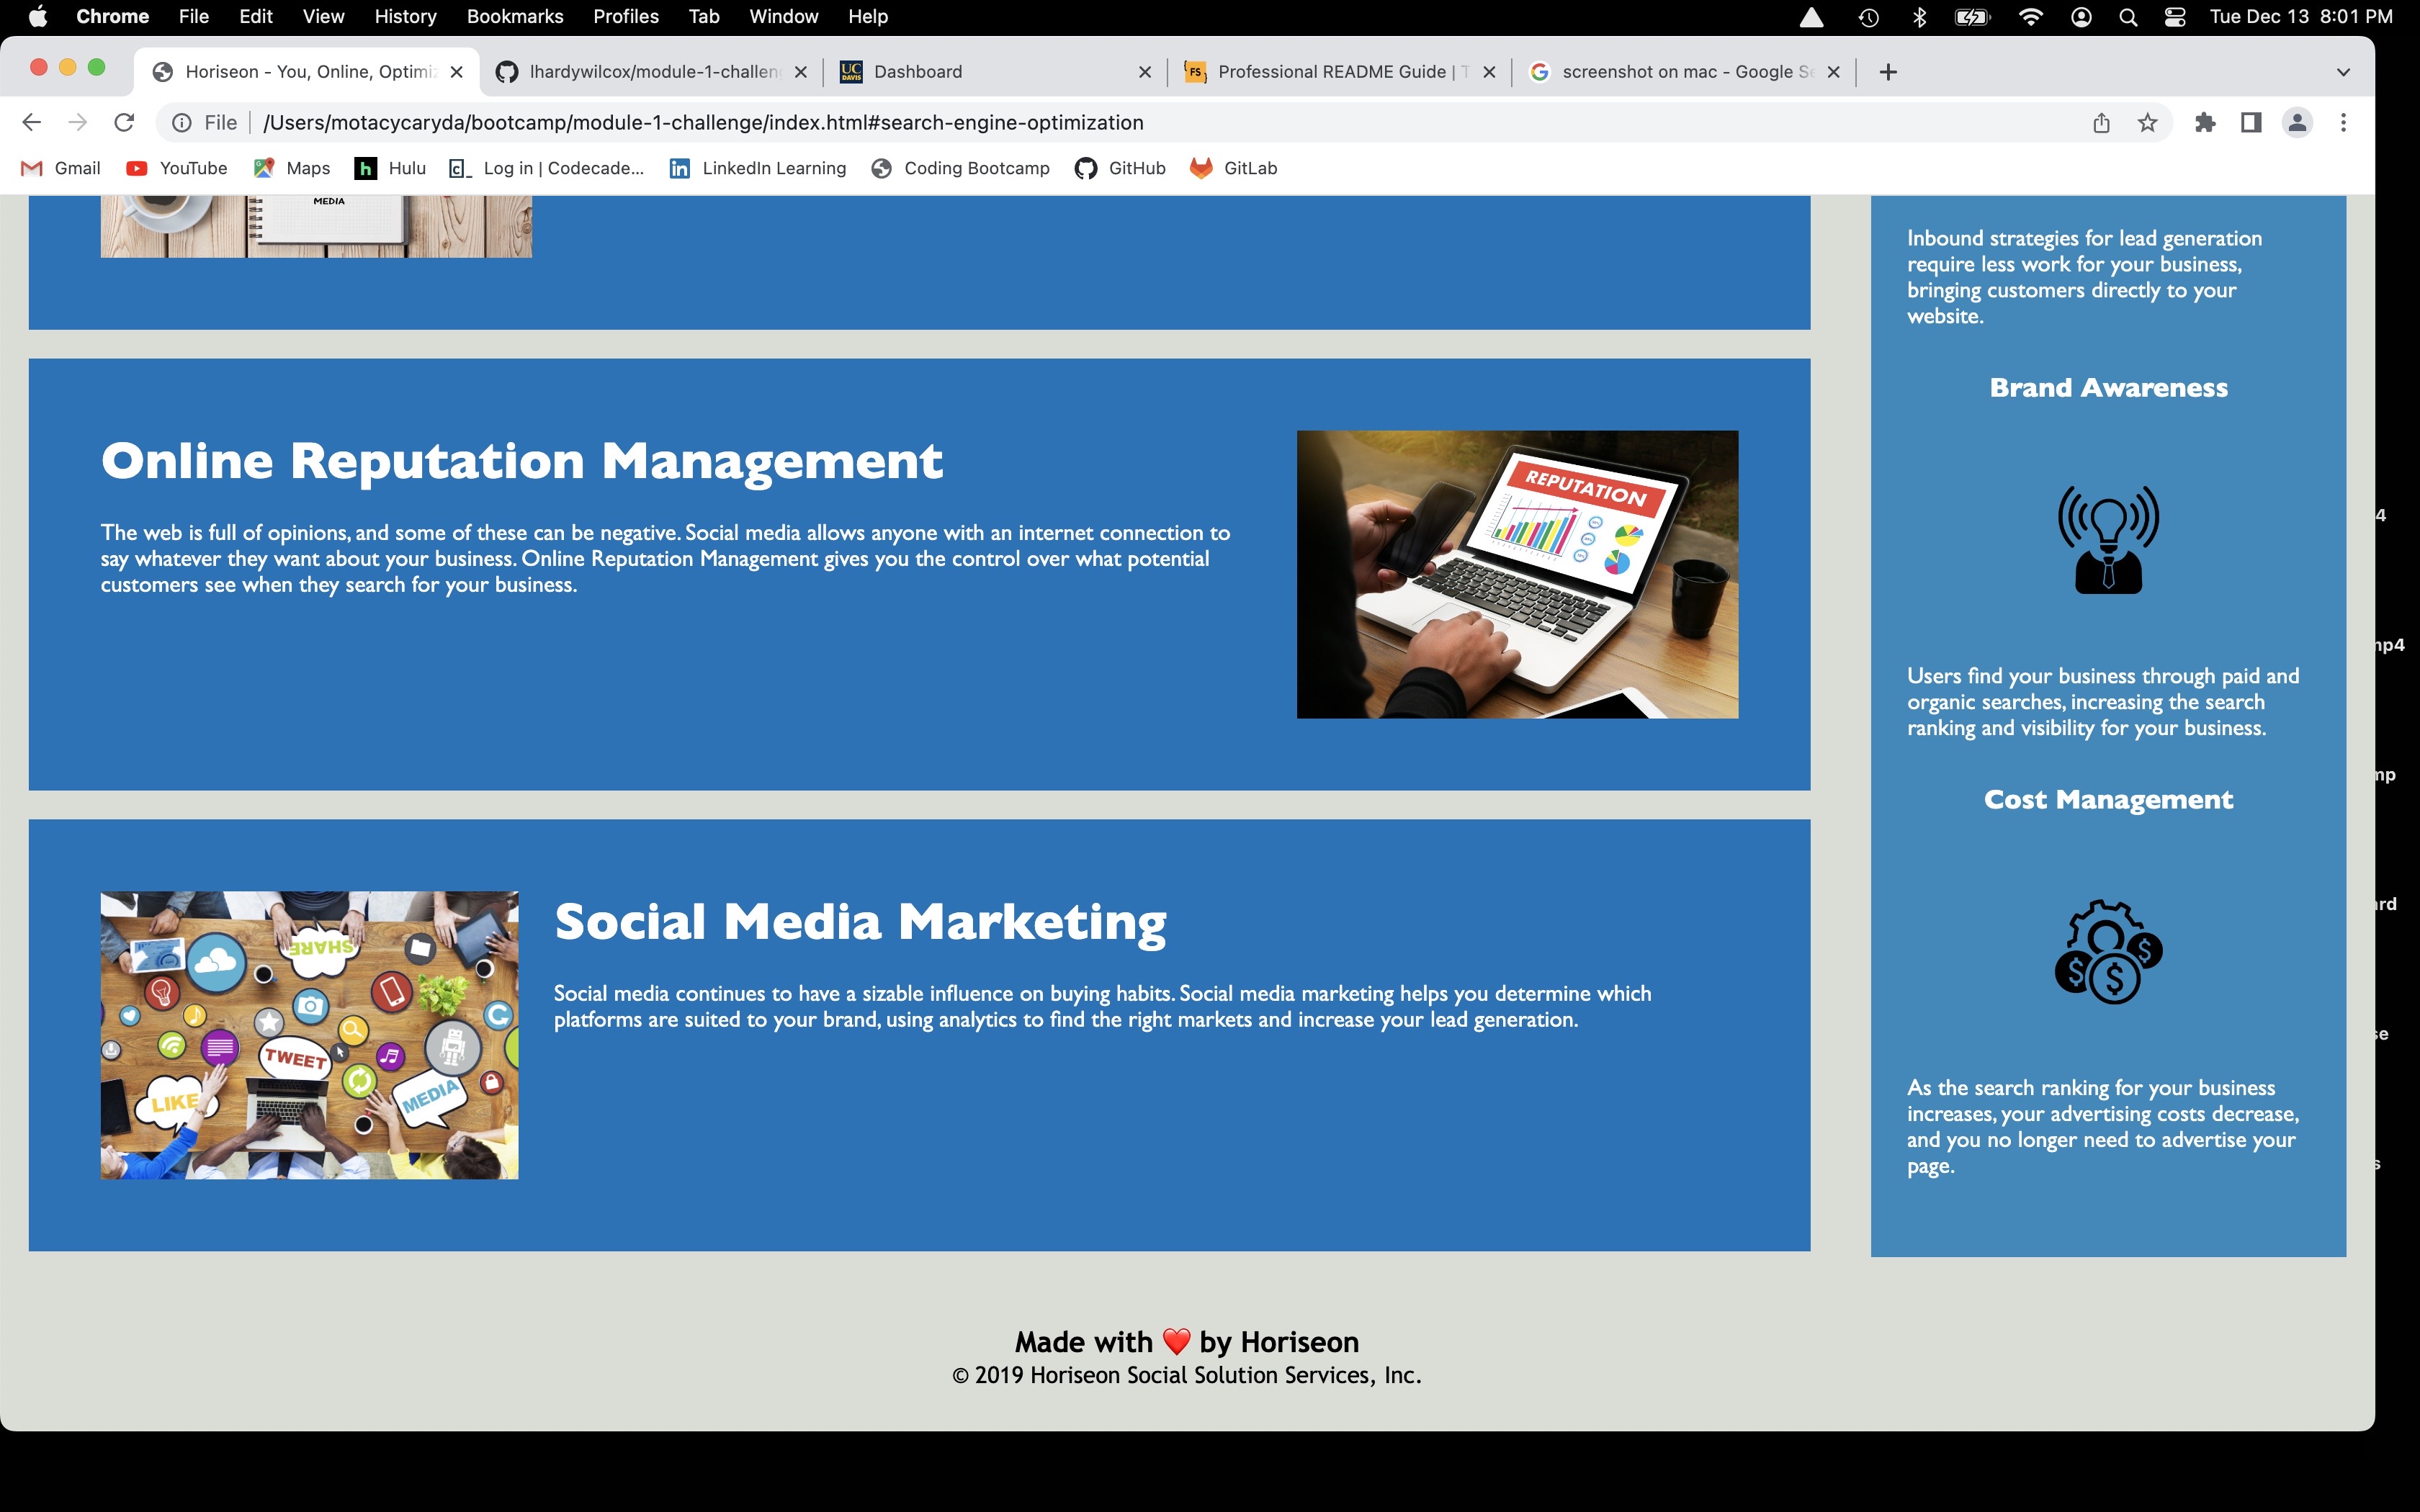 Chrome File Edit View History Bookmarks Profiles Tab Window Help Tue Dec 13 8:01 PM
Horiseon - You, Online, Optimiz lhardywilcox/module-1-challeng Dashboard Professional README Guide | T screenshot on mac - Google Se
File /Users/motacycaryda/bootcamp/module-1-challenge/index.html#search-engine-optimization
Gmail YouTube Maps Hulu Log in | Codecade... LinkedIn Learning Coding Bootcamp GitHub GitLab
MEDIA
Online Reputation Management
The web is full of opinions, and some of these can be negative. Social media allows anyone with an internet connection to
say whatever they want about your business. Online Reputation Management gives you the control over what potential
customers see when they search for your business.
REPUTATION
SHARE
TWEET
LIKE
MEDIA
Social Media Marketing
Social media continues to have a sizable influence on buying habits. Social media marketing helps you determine which
platforms are suited to your brand, using analytics to find the right markets and increase your lead generation.
Inbound strategies for lead generation
require less work for your business,
bringing customers directly to your
website.
Brand Awareness
Users find your business through paid and
organic searches, increasing the search
ranking and visibility for your business.
Cost Management
As the search ranking for your business
increases, your advertising costs decrease,
and you no longer need to advertise your
page.
Made with ❤️ by Horiseon
© 2019 Horiseon Social Solution Services, Inc.